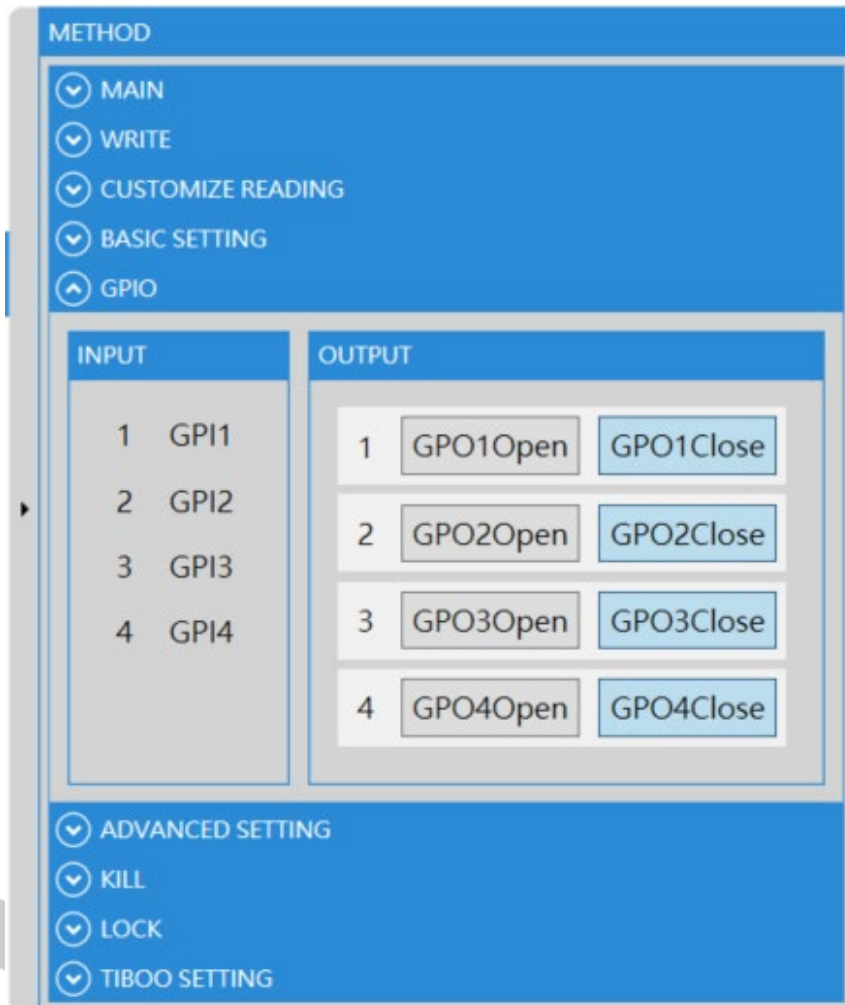 METHOD
MAIN
WRITE
CUSTOMIZE READING
BASIC SETTING
GPIO
INPUT
1 GPI1
2 GPI2
3 GPI3
4 GPI4
OUTPUT
1 GPO1Open GPO1Close
2 GPO2Open GPO2Close
3 GPO3Open GPO3Close
4 GPO4Open GPO4Close
ADVANCED SETTING
KILL
LOCK
TIBOO SETTING